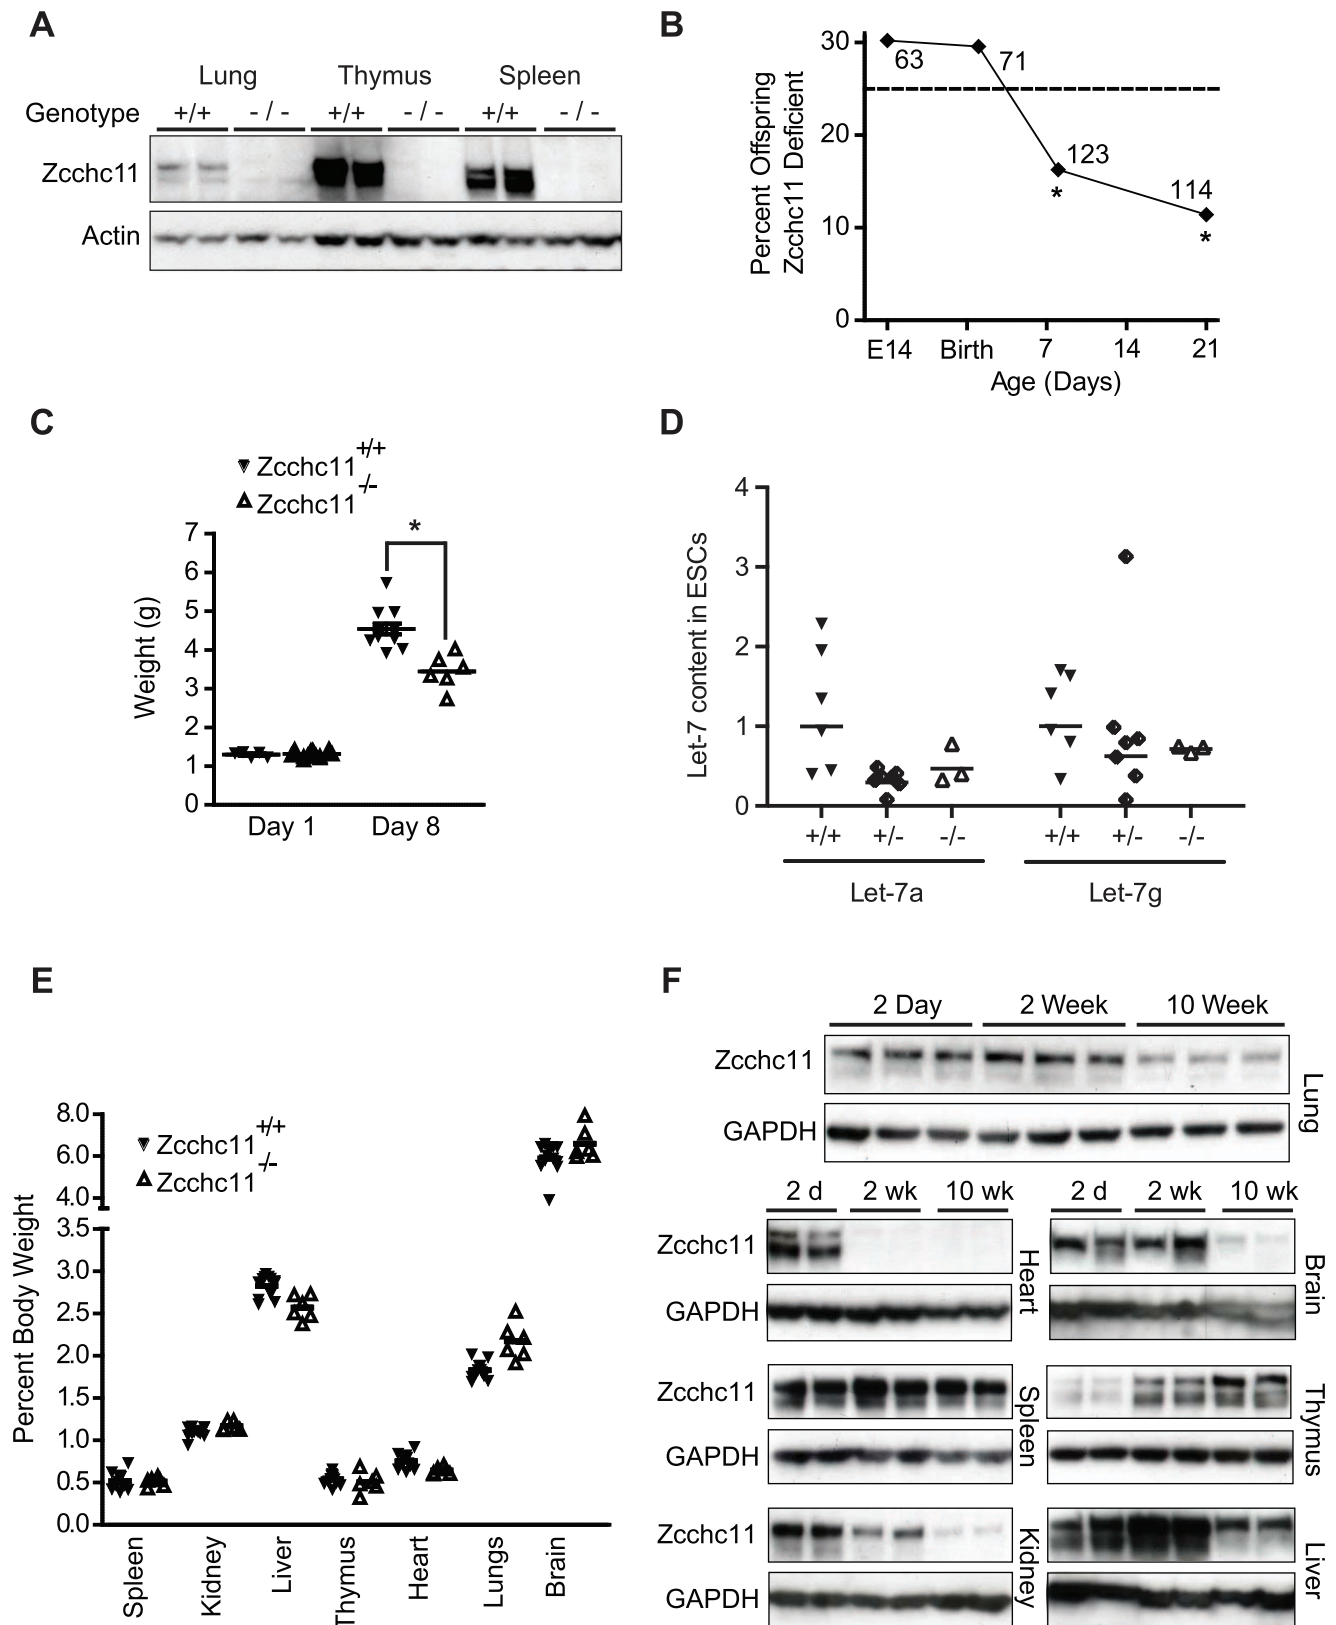 A
Lung Thymus Spleen
Genotype +/+ - / - +/+ - / - +/+ - / -
Zcchc11
Actin
B
Percent Offspring
Zcchc11 Deficient
30
20
10
0
63
71
123
*
114
*
E14 Birth 7 14 21
Age (Days)
C
Zcchc11+/+
Zcchc11-/-
Weight (g)
7
6
5
4
3
2
1
0
*
Day 1 Day 8
D
Let-7 content in ESCs
4
3
2
1
0
+/+ +/- -/- +/+ +/- -/-
Let-7a Let-7g
E
Zcchc11+/+
Zcchc11-/-
Percent Body Weight
8.0
6.0
4.0
3.5
3.0
2.5
2.0
1.5
1.0
0.5
0.0
Spleen
Kidney
Liver
Thymus
Heart
Lungs
Brain
F
2 Day 2 Week 10 Week
Zcchc11
GAPDH
Lung
2 d 2 wk 10 wk 2 d 2 wk 10 wk
Zcchc11
GAPDH
Heart
Brain
Zcchc11
GAPDH
Spleen
Thymus
Zcchc11
GAPDH
Kidney
Liver